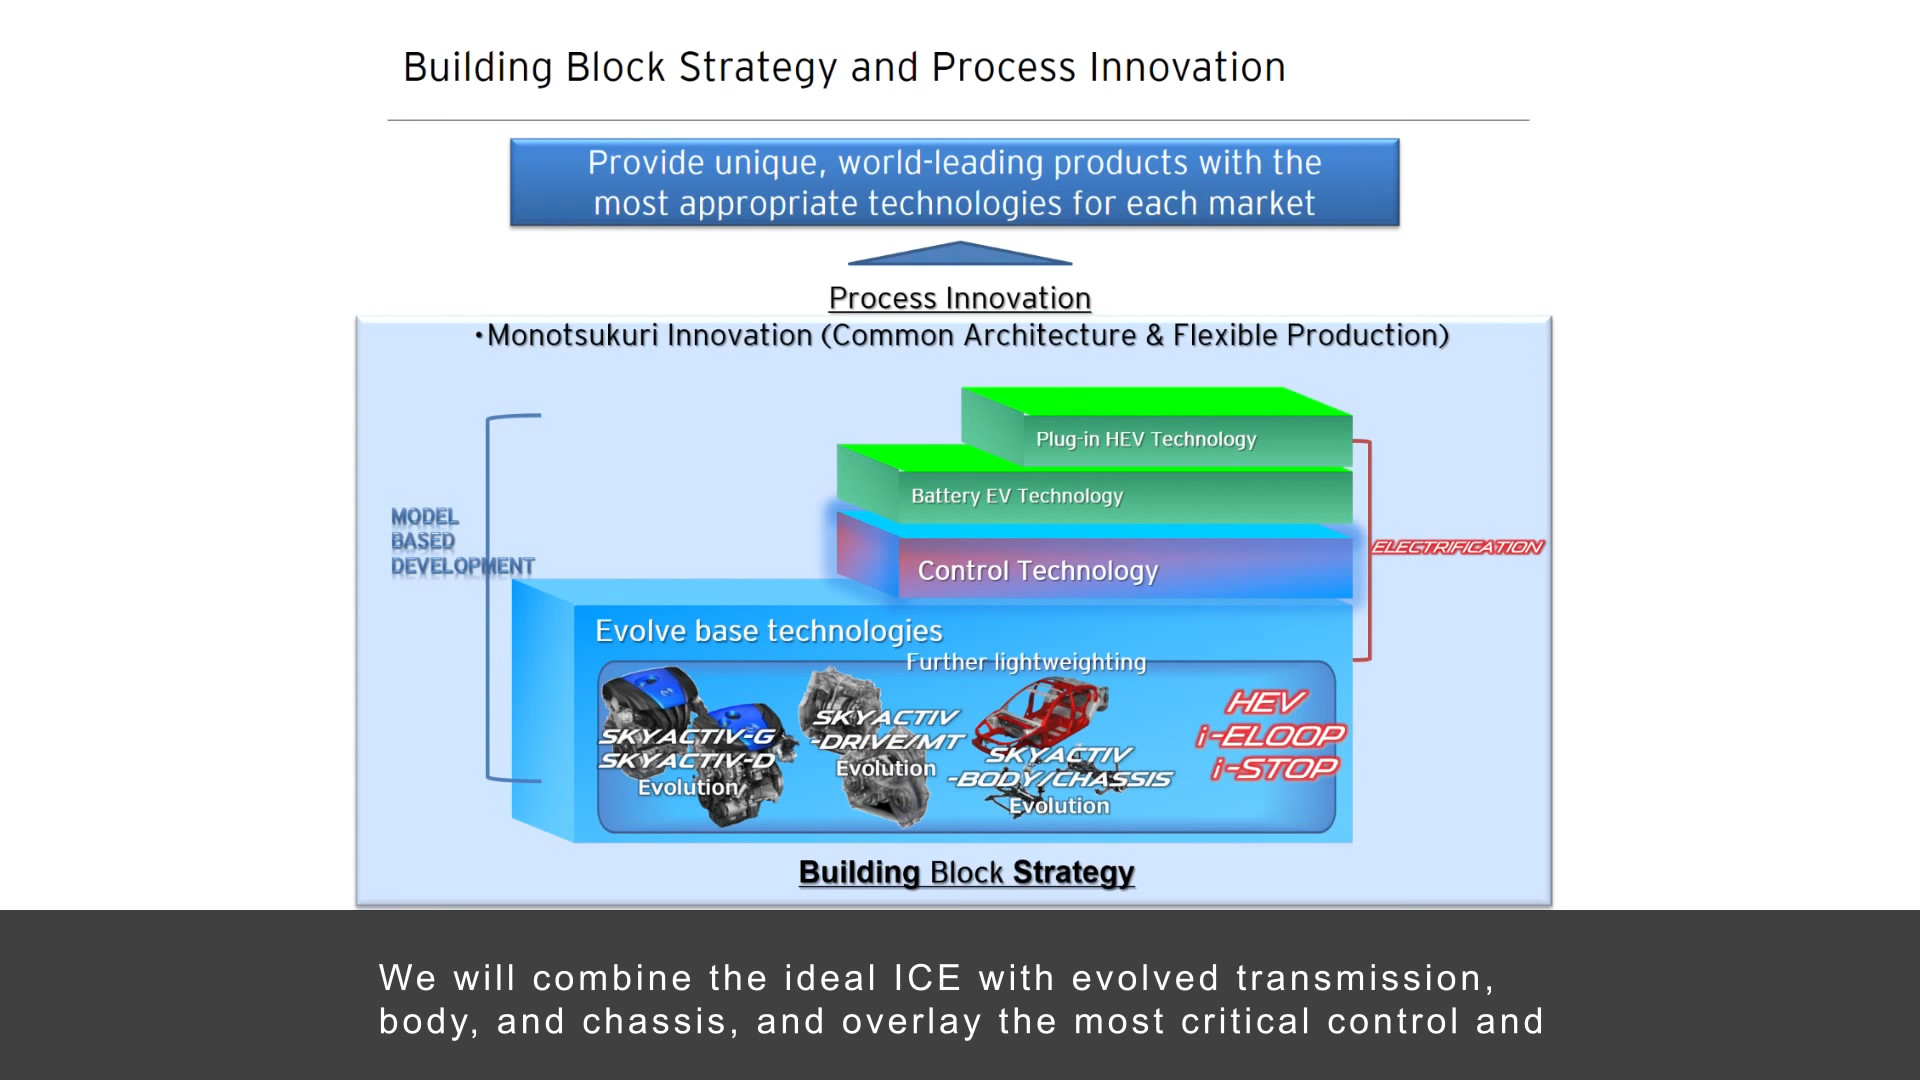 Building Block Strategy and Process Innovation
Provide unique, world-leading products with the
most appropriate technologies for each market
Process Innovation
・Monotsukuri Innovation (Common Architecture & Flexible Production)
Plug-in HEV Technology
Battery EV Technology
Control Technology
MODEL
BASED
DEVELOPMENT
ELECTRIFICATION
Evolve base technologies
Further lightweighting
SKYACTIV-G
SKYACTIV-D
Evolution
SKYACTIV
-DRIVE/MT
Evolution
SKYACTIV
-BODY/CHASSIS
Evolution
HEV
i-ELOOP
i-STOP
Building Block Strategy
We will combine the ideal ICE with evolved transmission,
body, and chassis, and overlay the most critical control and